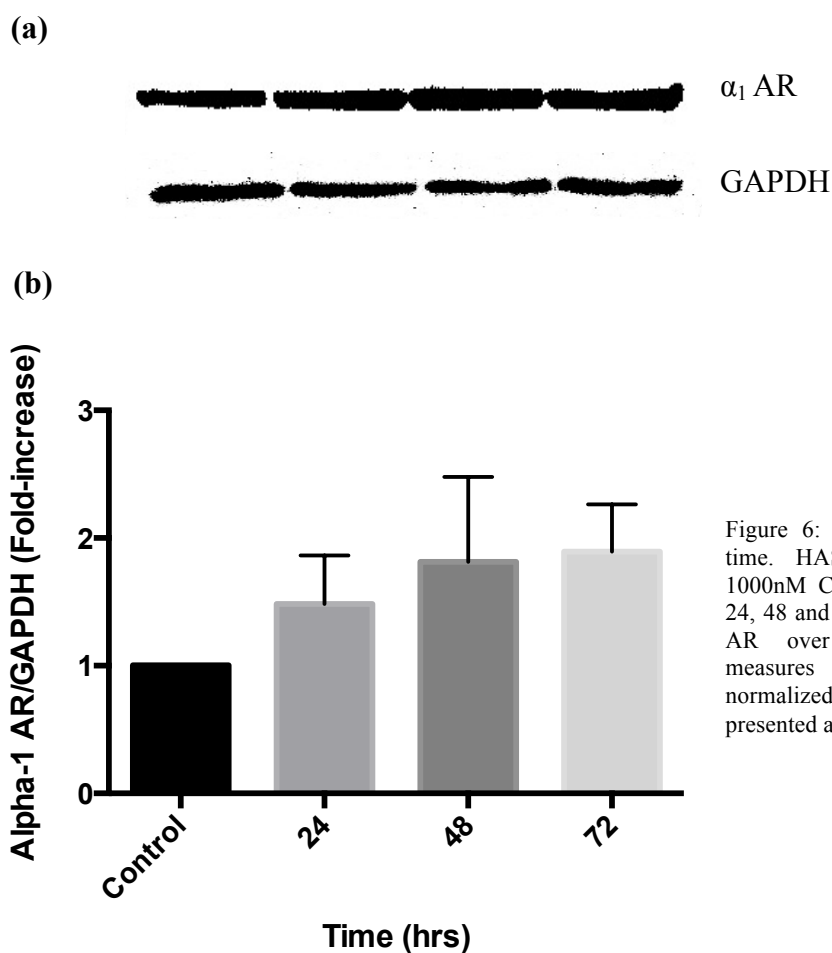 (a)
α₁ AR
GAPDH
(b)
Alpha-1 AR/GAPDH (Fold-increase)
3
2
1
0
Control
24
48
72
Time (hrs)
Figure 6:
time. HAS
1000nM C
24, 48 and
AR over
measures
normalized
presented a